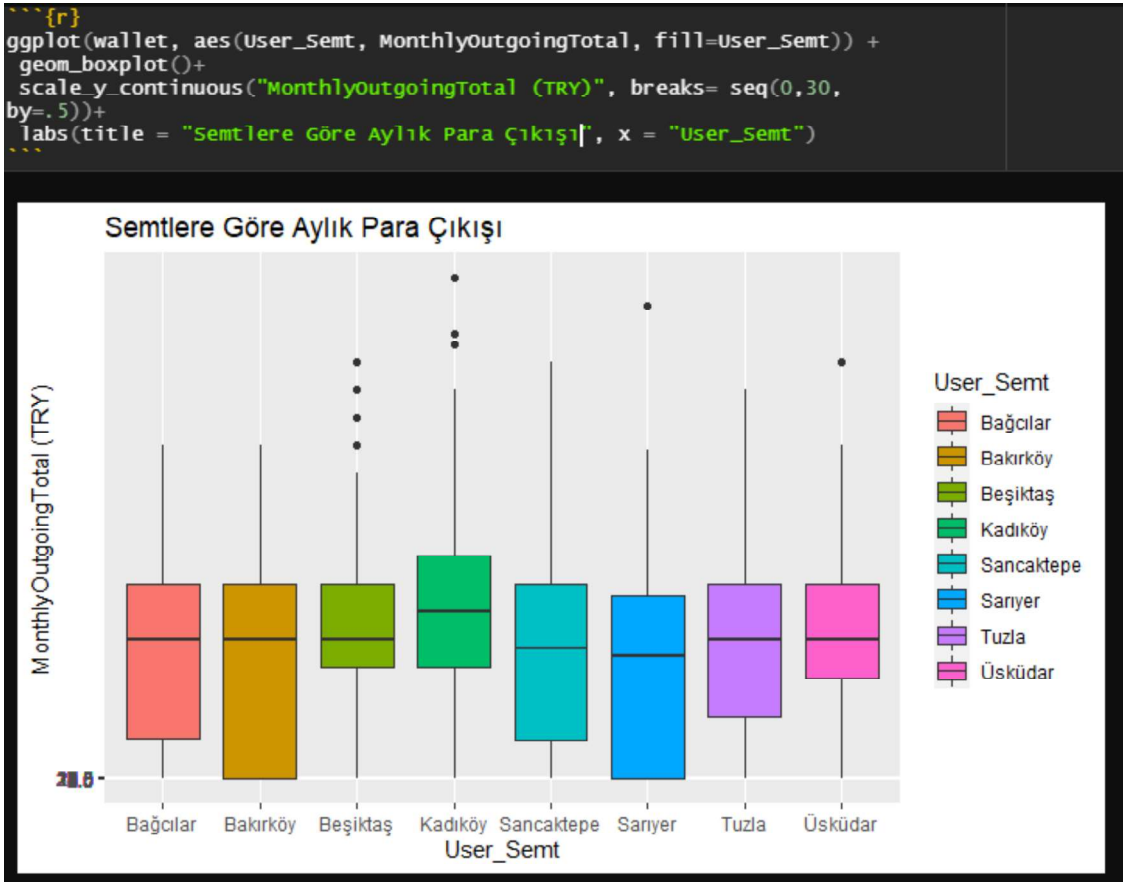 ```{r}
ggplot(wallet, aes(User_Semt, MonthlyOutgoingTotal, fill=User_Semt)) +
 geom_boxplot()+
 scale_y_continuous("MonthlyOutgoingTotal (TRY)", breaks= seq(0,30,
by=.5))+
 labs(title = "Semtlere Göre Aylık Para Çıkışı", x = "User_Semt")
```
Semtlere Göre Aylık Para Çıkışı
MonthlyOutgoingTotal (TRY)
Bağcılar Bakırköy Beşiktaş Kadıköy Sancaktepe Sarıyer Tuzla Üsküdar
User_Semt
User_Semt
Bağcılar
Bakırköy
Beşiktaş
Kadıköy
Sancaktepe
Sarıyer
Tuzla
Üsküdar